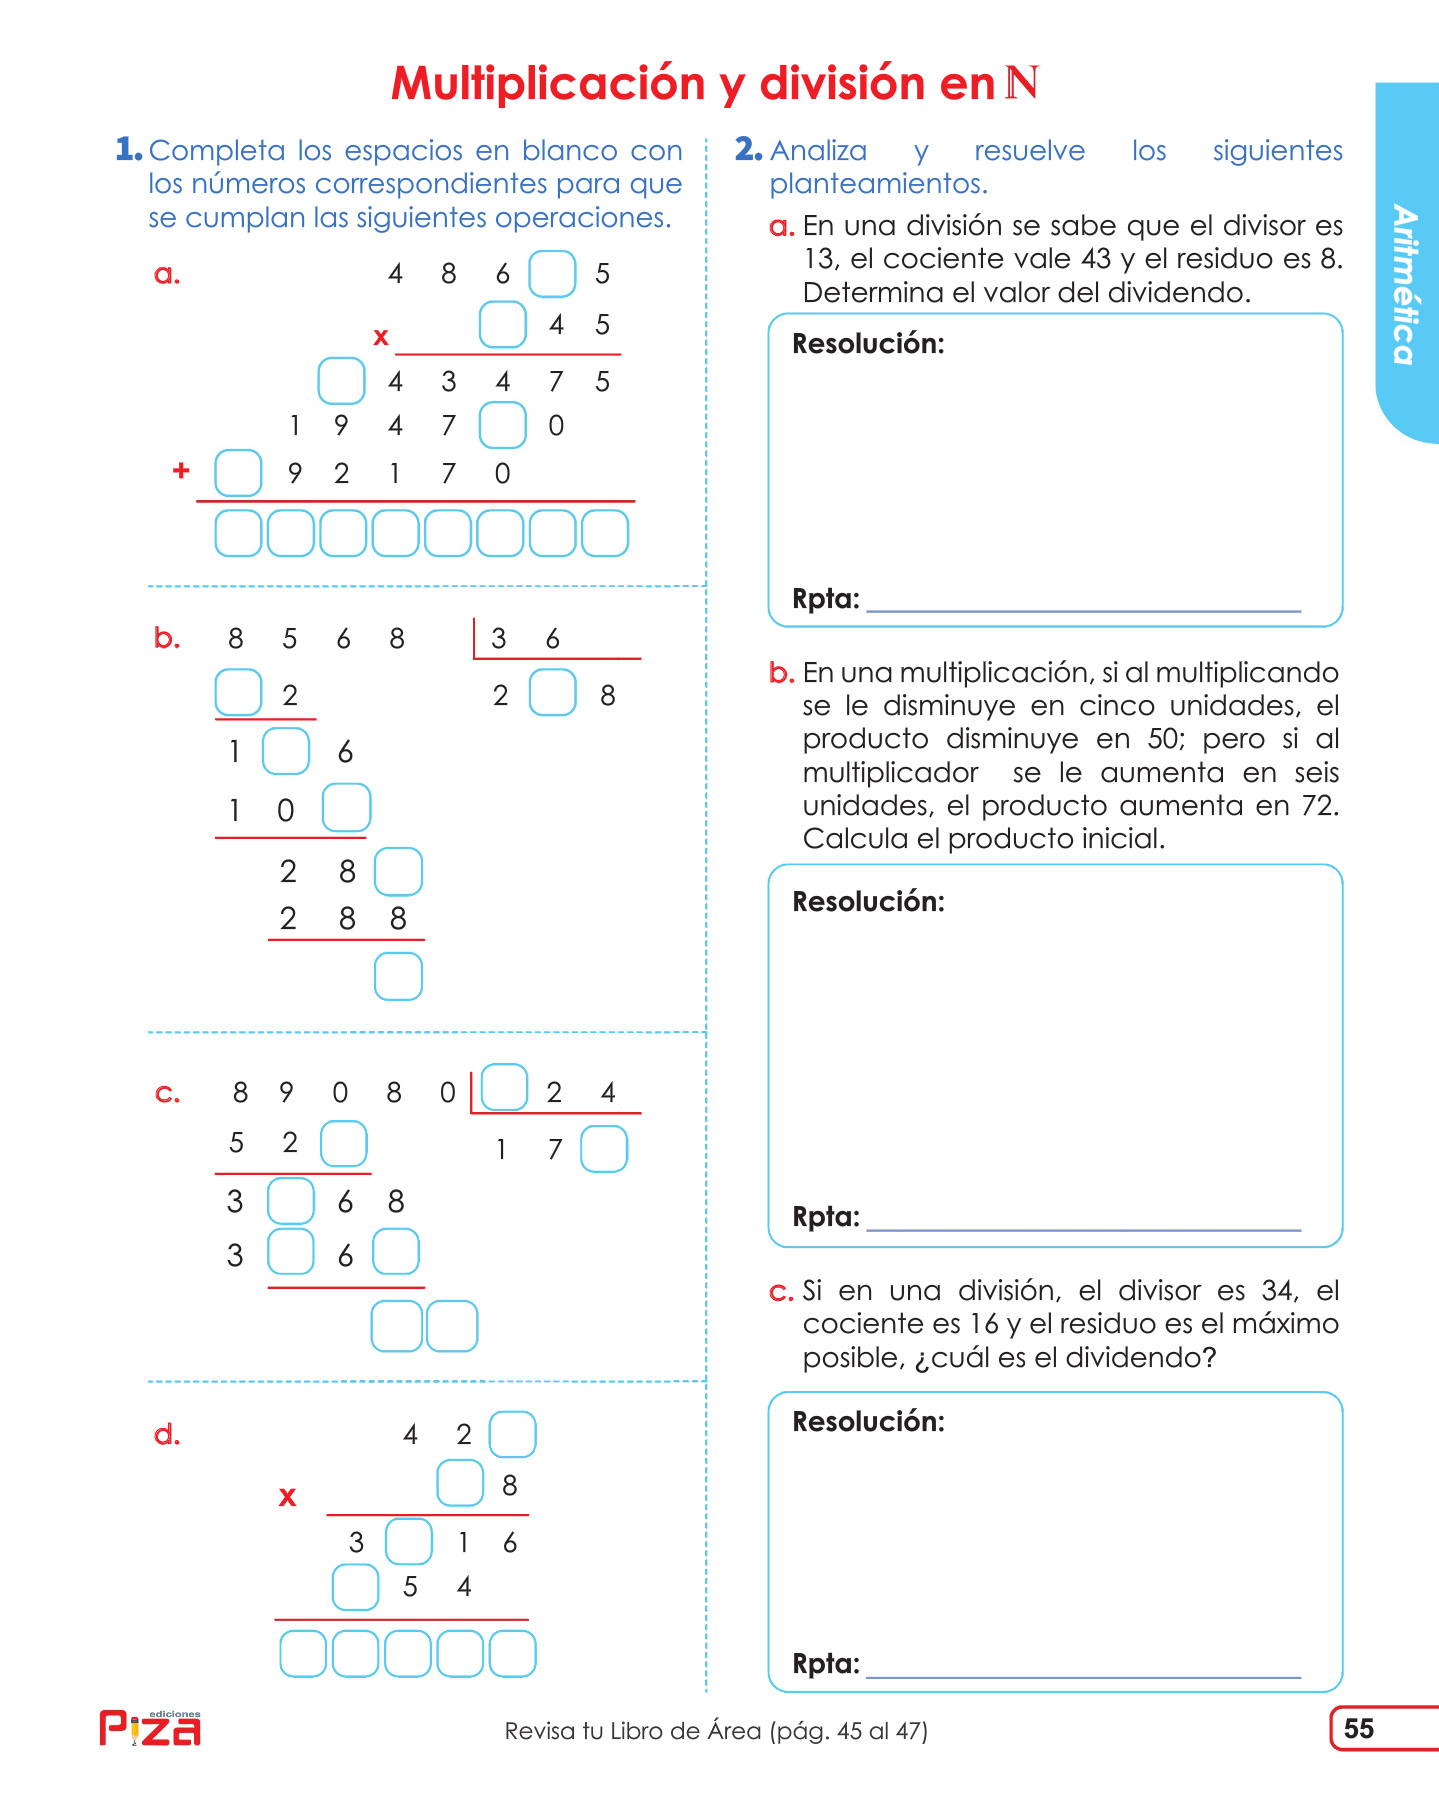 Multiplicación y división en ℕ
1. Completa los espacios en blanco con
los números correspondientes para que
se cumplan las siguientes operaciones.
a. 4 8 6 5
x 4 5
4 3 4 7 5
1 9 4 7 0
+ 9 2 1 7 0
b. 8 5 6 8 3 6
2 2 8
1 6
1 0
2 8
2 8 8
c. 8 9 0 8 0 2 4
5 2 1 7
3 6 8
3 6
d. 4 2
x 8
3 1 6
5 4
2. Analiza y resuelve los siguientes
planteamientos.
a. En una división se sabe que el divisor es
13, el cociente vale 43 y el residuo es 8.
Determina el valor del dividendo.
Resolución:
Rpta:
b. En una multiplicación, si al multiplicando
se le disminuye en cinco unidades, el
producto disminuye en 50; pero si al
multiplicador se le aumenta en seis
unidades, el producto aumenta en 72.
Calcula el producto inicial.
Resolución:
Rpta:
c. Si en una división, el divisor es 34, el
cociente es 16 y el residuo es el máximo
posible, ¿cuál es el dividendo?
Resolución:
Rpta:
Aritmética
ediciones
Piza
Revisa tu Libro de Área (pág. 45 al 47)
55